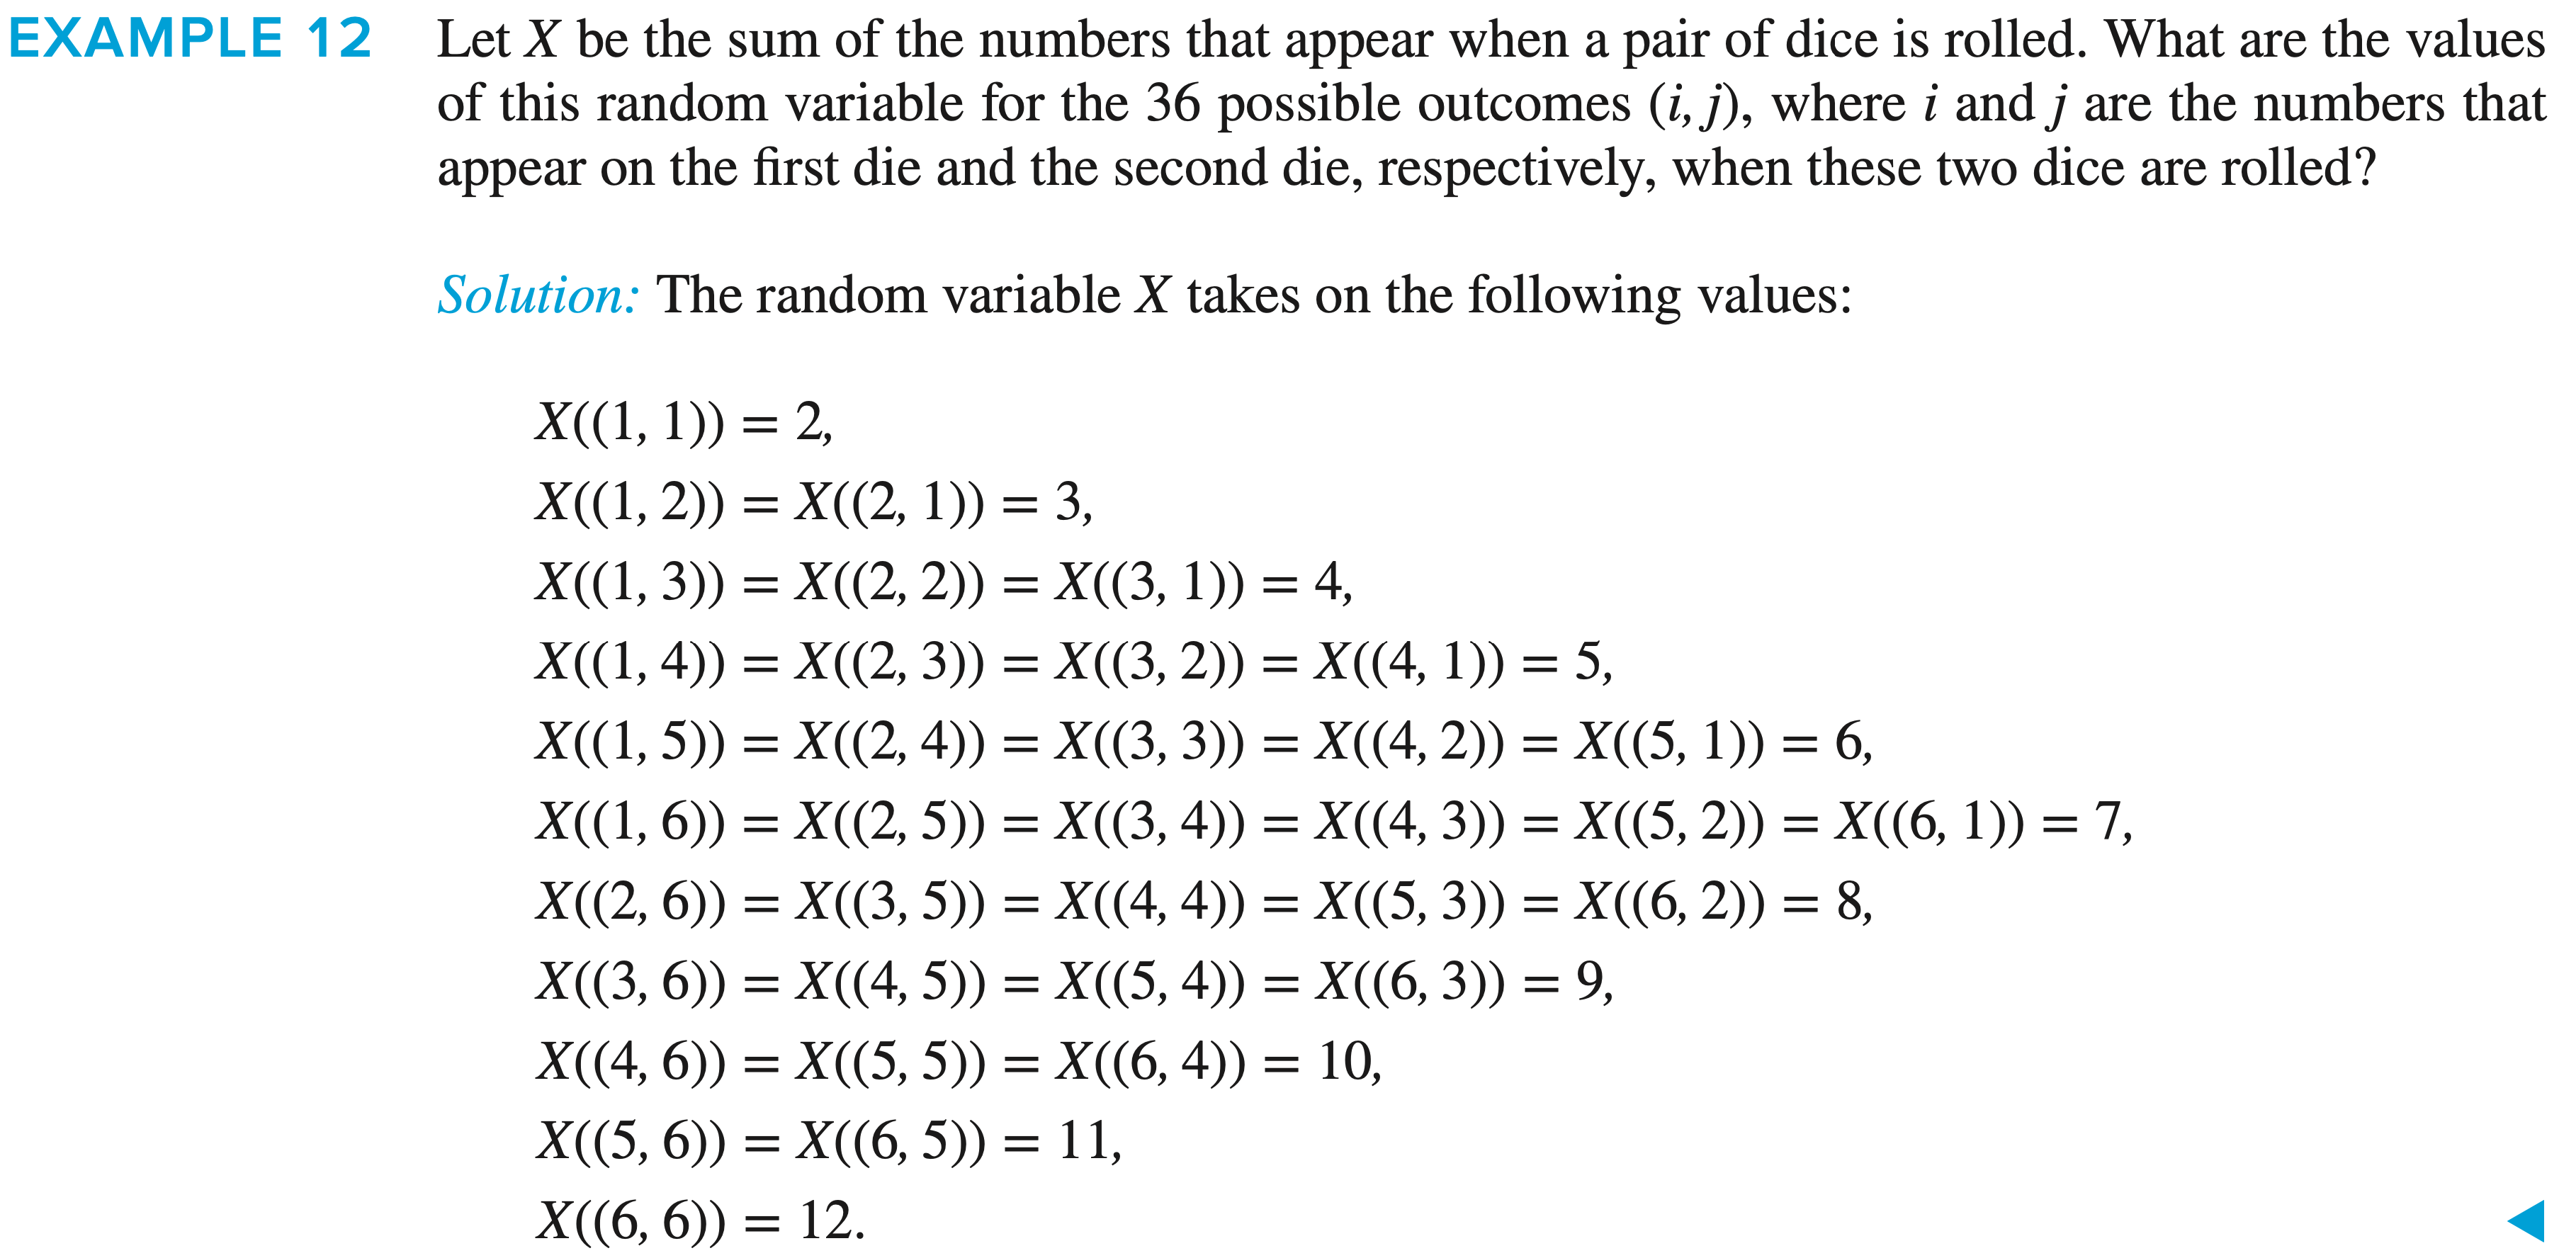 EXAMPLE 12 Let X be the sum of the numbers that appear when a pair of dice is rolled. What are the values
of this random variable for the 36 possible outcomes (i, j), where i and j are the numbers that
appear on the first die and the second die, respectively, when these two dice are rolled?
Solution: The random variable X takes on the following values:
X((1, 1)) = 2,
X((1, 2)) = X((2, 1)) = 3,
X((1, 3)) = X((2, 2)) = X((3, 1)) = 4,
X((1, 4)) = X((2, 3)) = X((3, 2)) = X((4, 1)) = 5,
X((1, 5)) = X((2, 4)) = X((3, 3)) = X((4, 2)) = X((5, 1)) = 6,
X((1, 6)) = X((2, 5)) = X((3, 4)) = X((4, 3)) = X((5, 2)) = X((6, 1)) = 7,
X((2, 6)) = X((3, 5)) = X((4, 4)) = X((5, 3)) = X((6, 2)) = 8,
X((3, 6)) = X((4, 5)) = X((5, 4)) = X((6, 3)) = 9,
X((4, 6)) = X((5, 5)) = X((6, 4)) = 10,
X((5, 6)) = X((6, 5)) = 11,
X((6, 6)) = 12.